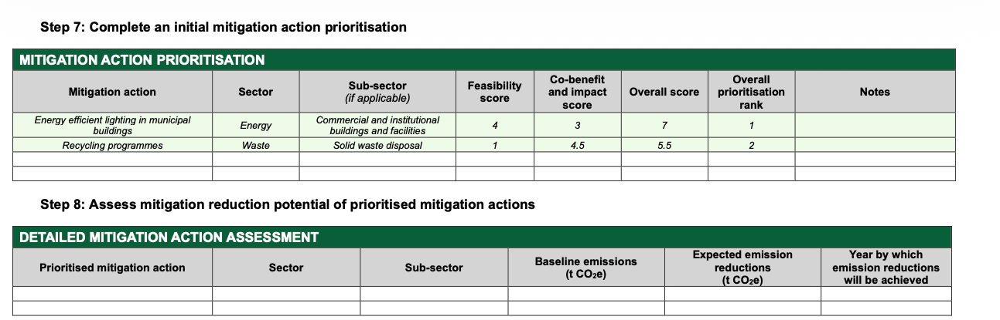 Step 7: Complete an initial mitigation action prioritisation
MITIGATION ACTION PRIORITISATION
Mitigation action
Sector
Sub-sector
(if applicable)
Feasibility
score
Co-benefit
and impact
score
Overall score
Overall
prioritisation
rank
Notes
Energy efficient lighting in municipal
buildings
Energy
Commercial and institutional
buildings and facilities
4
3
7
1
Recycling programmes
Waste
Solid waste disposal
1
4.5
5.5
2
Step 8: Assess mitigation reduction potential of prioritised mitigation actions
DETAILED MITIGATION ACTION ASSESSMENT
Prioritised mitigation action
Sector
Sub-sector
Baseline emissions
(t CO₂e)
Expected emission
reductions
(t CO₂e)
Year by which
emission reductions
will be achieved